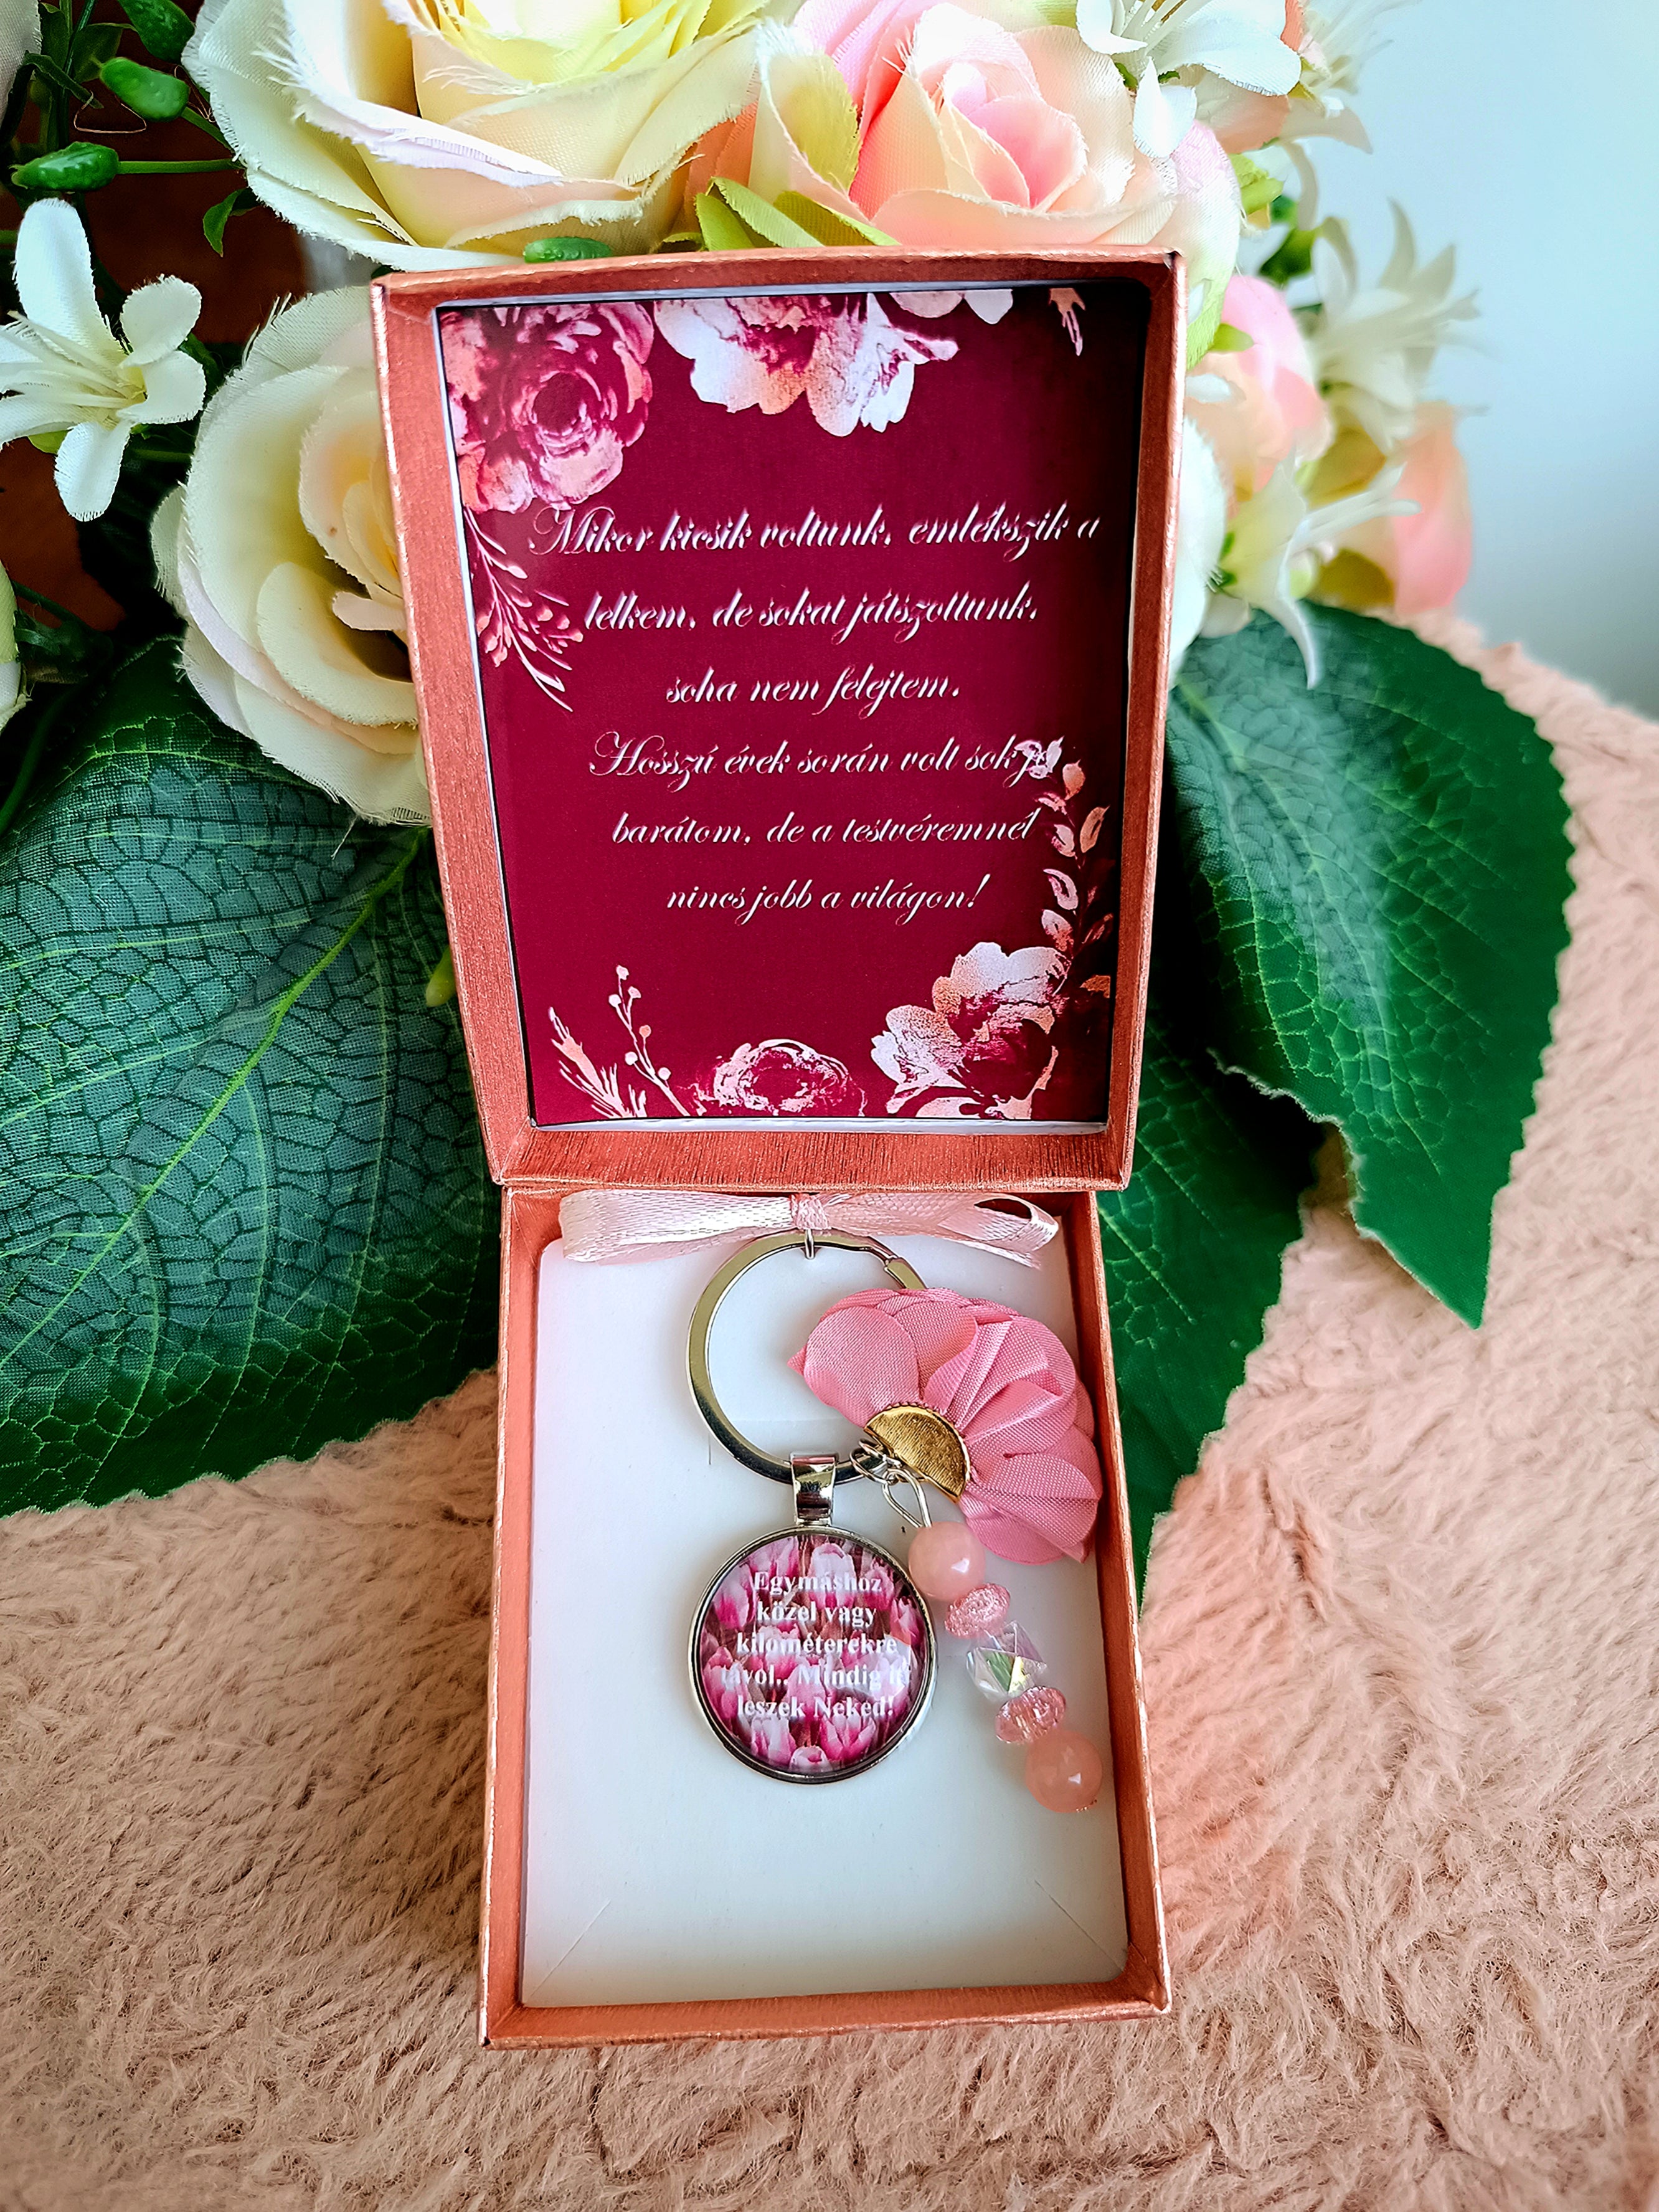 Mikor kicsik voltunk, emlékszik a
lelkem, de sokat játszottunk,
soha nem felejtem.
Hosszú évek során volt sok jó
barátom, de a testvéremnél
nincs jobb a világon!
Egymáshoz
közel vagy
kilométerekre
távol.. Mindig itt
leszek Neked!